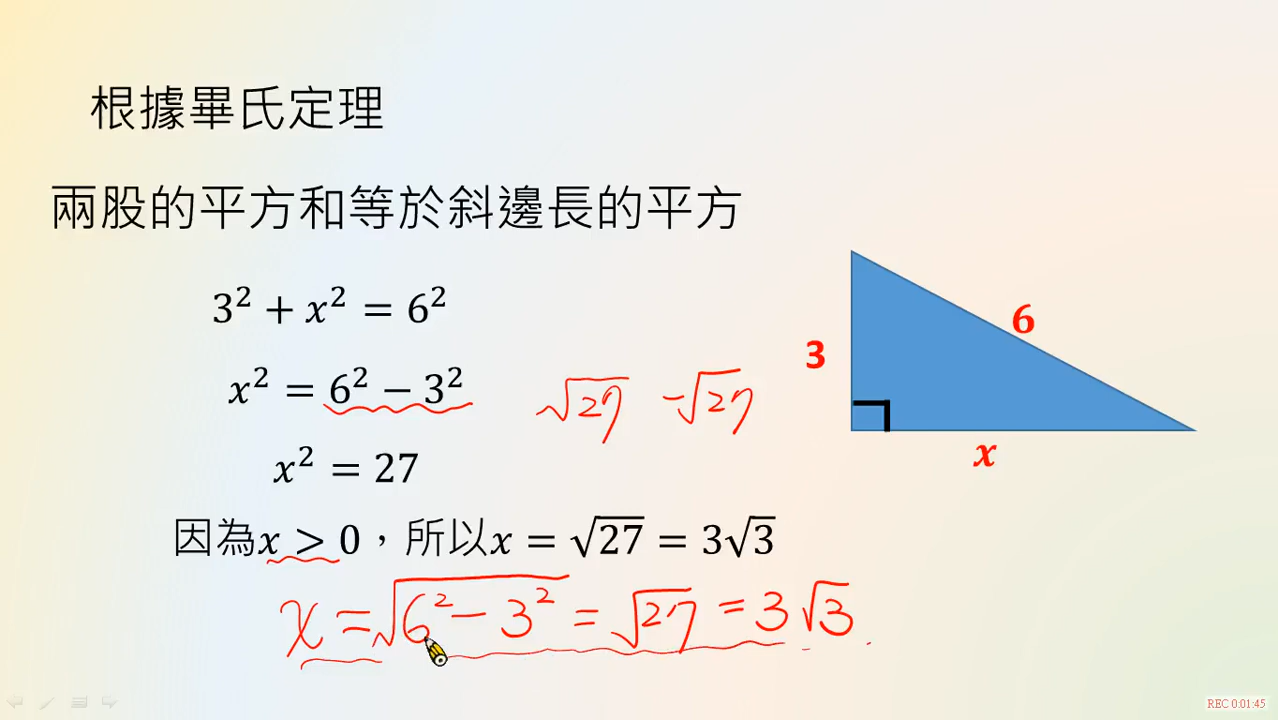 根據畢氏定理
兩股的平方和等於斜邊長的平方
3² + x² = 6²
x² = 6² − 3²
√27 −√27
x² = 27
因為x > 0，所以x = √27 = 3√3
x = √6² − 3² = √27 = 3√3
3
6
x
REC 0:01:45